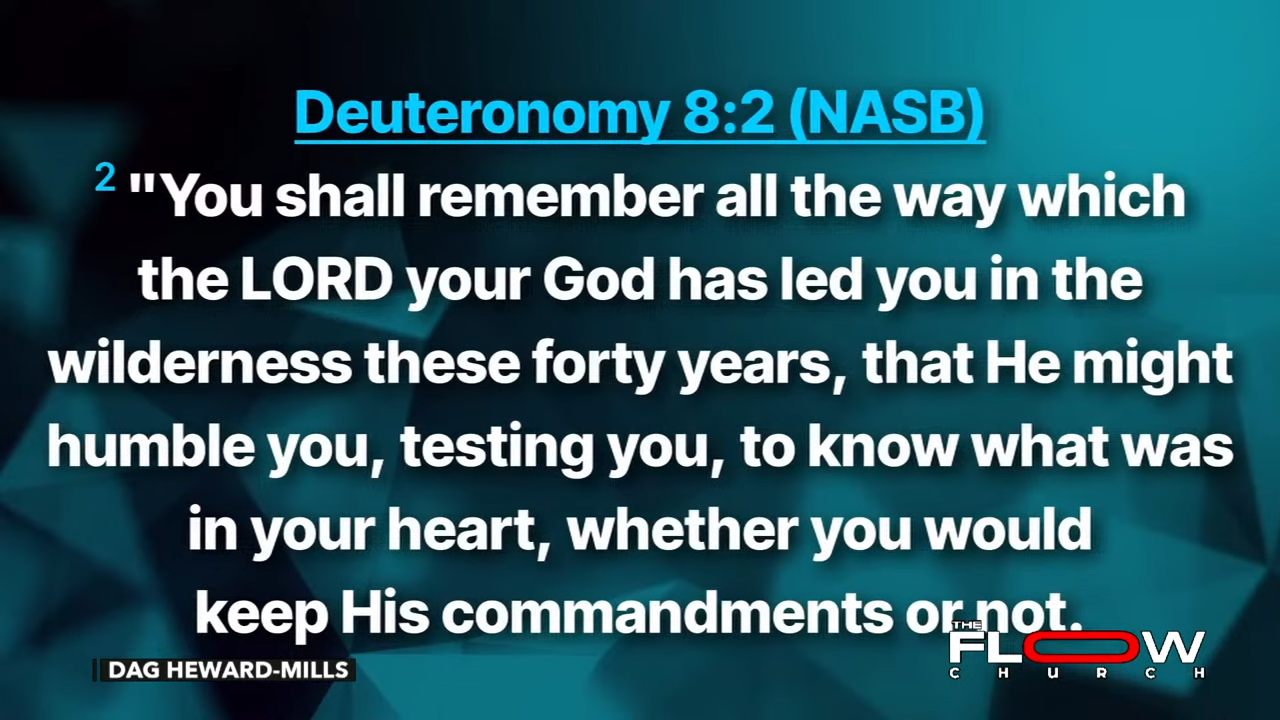 Deuteronomy 8:2 (NASB)
2 "You shall remember all the way which
the LORD your God has led you in the
wilderness these forty years, that He might
humble you, testing you, to know what was
in your heart, whether you would
keep His commandments or not.
THE
FLOW
CHURCH
DAG HEWARD-MILLS